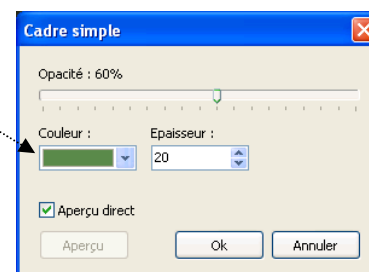 Cadre simple
Opacité : 60%
Couleur : Epaisseur :
20
Aperçu direct
Aperçu Ok Annuler